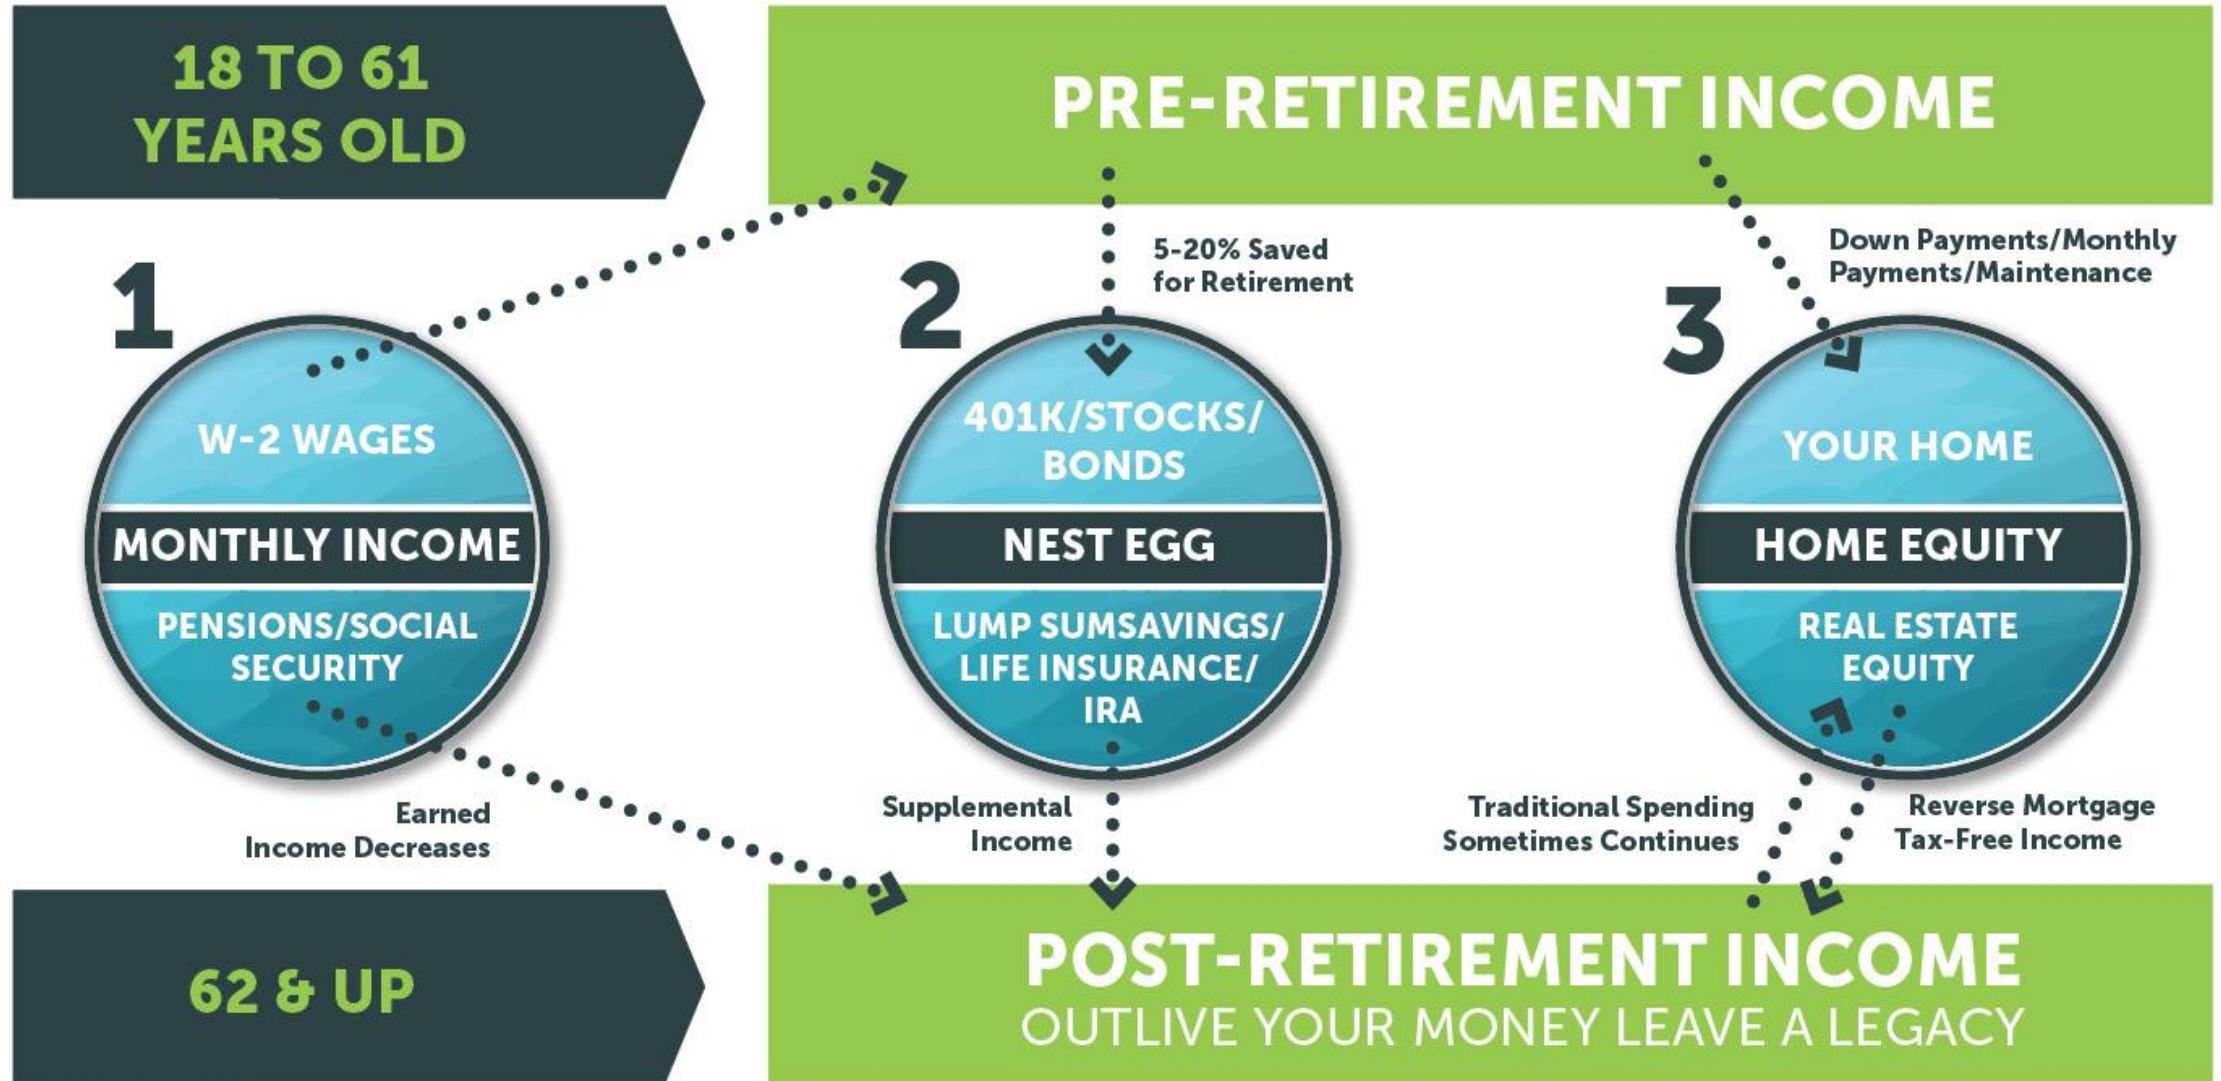 18 TO 61
YEARS OLD
PRE-RETIREMENT INCOME
1
2
5-20% Saved
for Retirement
3
Down Payments/Monthly
Payments/Maintenance
W-2 WAGES
MONTHLY INCOME
PENSIONS/SOCIAL
SECURITY
401K/STOCKS/
BONDS
NEST EGG
LUMP SUMSAVINGS/
LIFE INSURANCE/
IRA
YOUR HOME
HOME EQUITY
REAL ESTATE
EQUITY
Earned
Income Decreases
Supplemental
Income
Traditional Spending
Sometimes Continues
Reverse Mortgage
Tax-Free Income
62 & UP
POST-RETIREMENT INCOME
OUTLIVE YOUR MONEY LEAVE A LEGACY